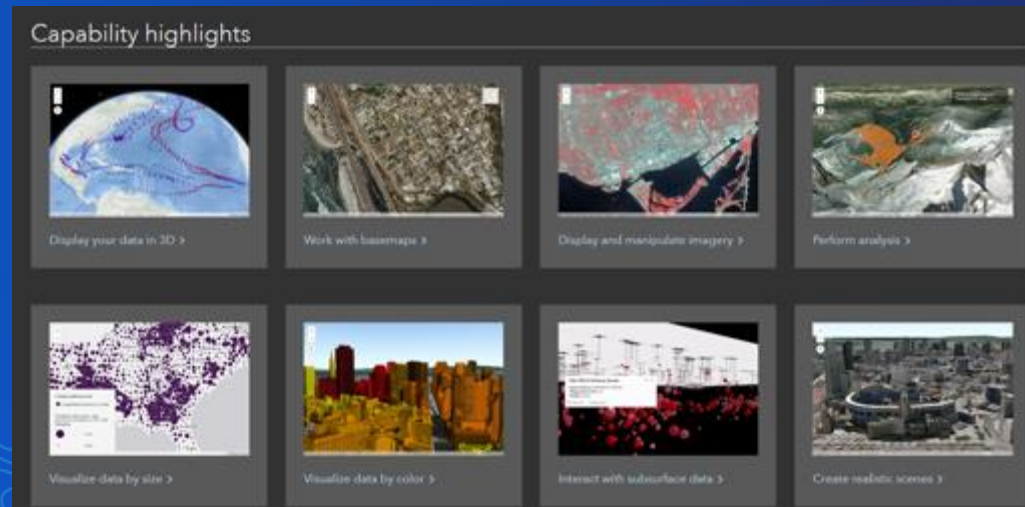 Capability highlights
Display your data in 3D >
Work with basemaps >
Display and manipulate imagery >
Perform analysis >
Visualize data by size >
Visualize data by color >
Interact with subsurface data >
Create realistic scenes >